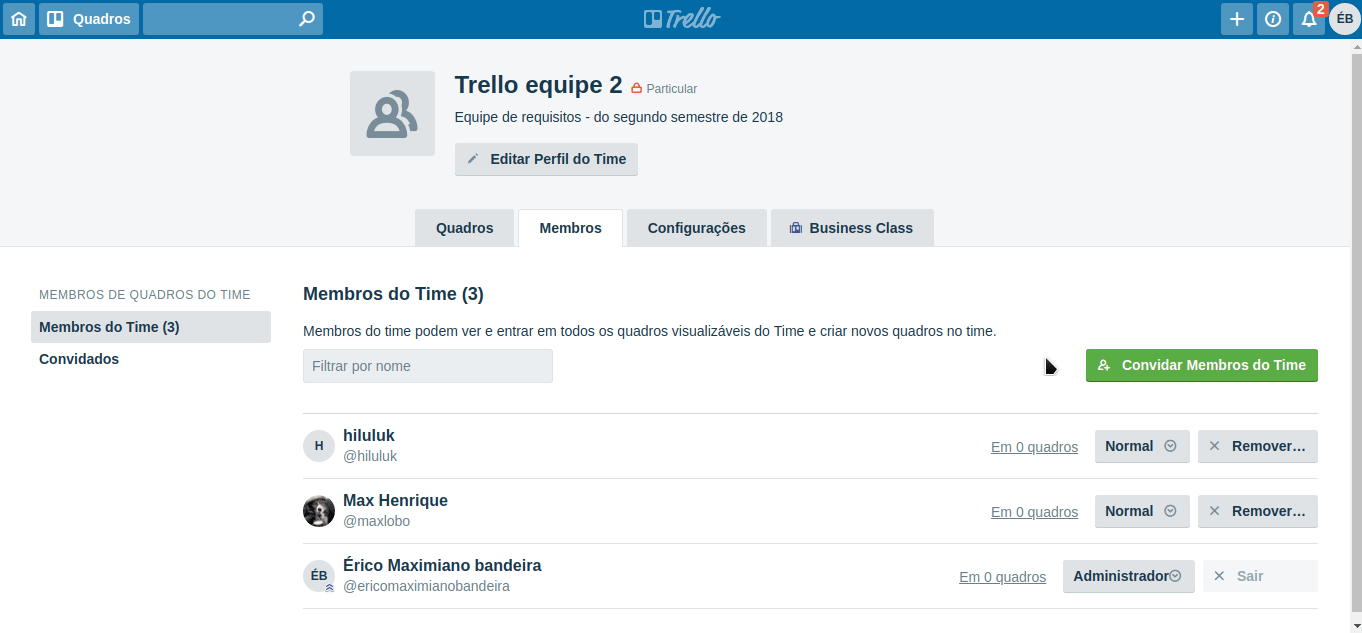 Quadros
Trello
2
ÉB
Trello equipe 2 Particular
Equipe de requisitos - do segundo semestre de 2018
Editar Perfil do Time
Quadros Membros Configurações Business Class
MEMBROS DE QUADROS DO TIME
Membros do Time (3)
Convidados
Membros do Time (3)
Membros do time podem ver e entrar em todos os quadros visualizáveis do Time e criar novos quadros no time.
Filtrar por nome
Convidar Membros do Time
H
hiluluk
@hiluluk
Em 0 quadros Normal Remover…
Max Henrique
@maxlobo
Em 0 quadros Normal Remover…
ÉB
Érico Maximiano bandeira
@ericomaximianobandeira
Em 0 quadros Administrador Sair